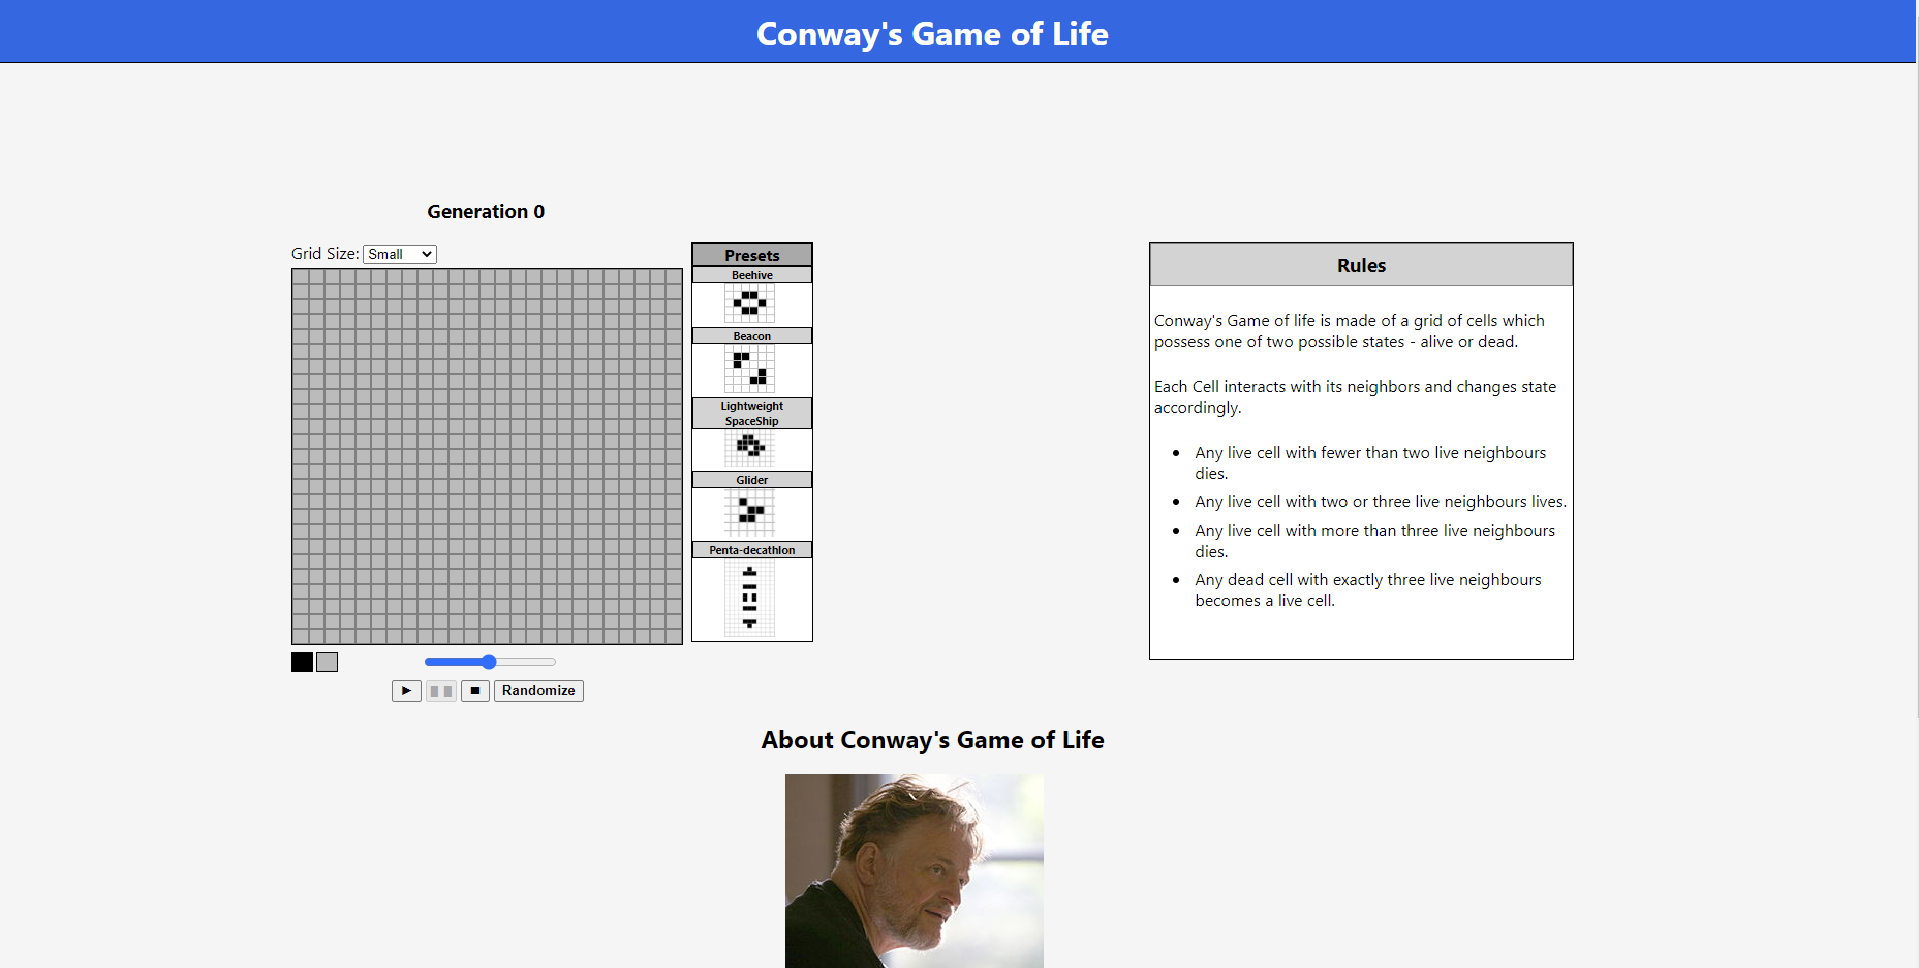 Conway's Game of Life
Generation 0
Grid Size: Small
Presets
Beehive
Beacon
Lightweight
SpaceShip
Glider
Penta-decathlon
Randomize
Rules
Conway's Game of life is made of a grid of cells which
possess one of two possible states - alive or dead.
Each Cell interacts with its neighbors and changes state
accordingly.
Any live cell with fewer than two live neighbours
dies.
Any live cell with two or three live neighbours lives.
Any live cell with more than three live neighbours
dies.
Any dead cell with exactly three live neighbours
becomes a live cell.
About Conway's Game of Life